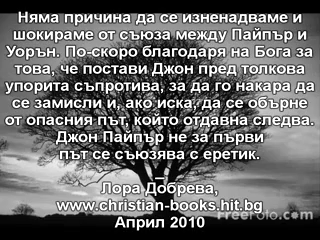 Няма причина да се изненадваме и
шокираме от съюза между Пайпър и
Уорън. По-скоро благодаря на Бога за
това, че постави Джон пред толкова
упорита съпротива, за да го накара да
се замисли и, ако иска, да се обърне
от опасния път, който отдавна следва.
Джон Пайпър не за първи
път се съюзява с еретик.
–
Лора Добрева,
www.christian-books.hit.bg
Април 2010
FreeFoto.com